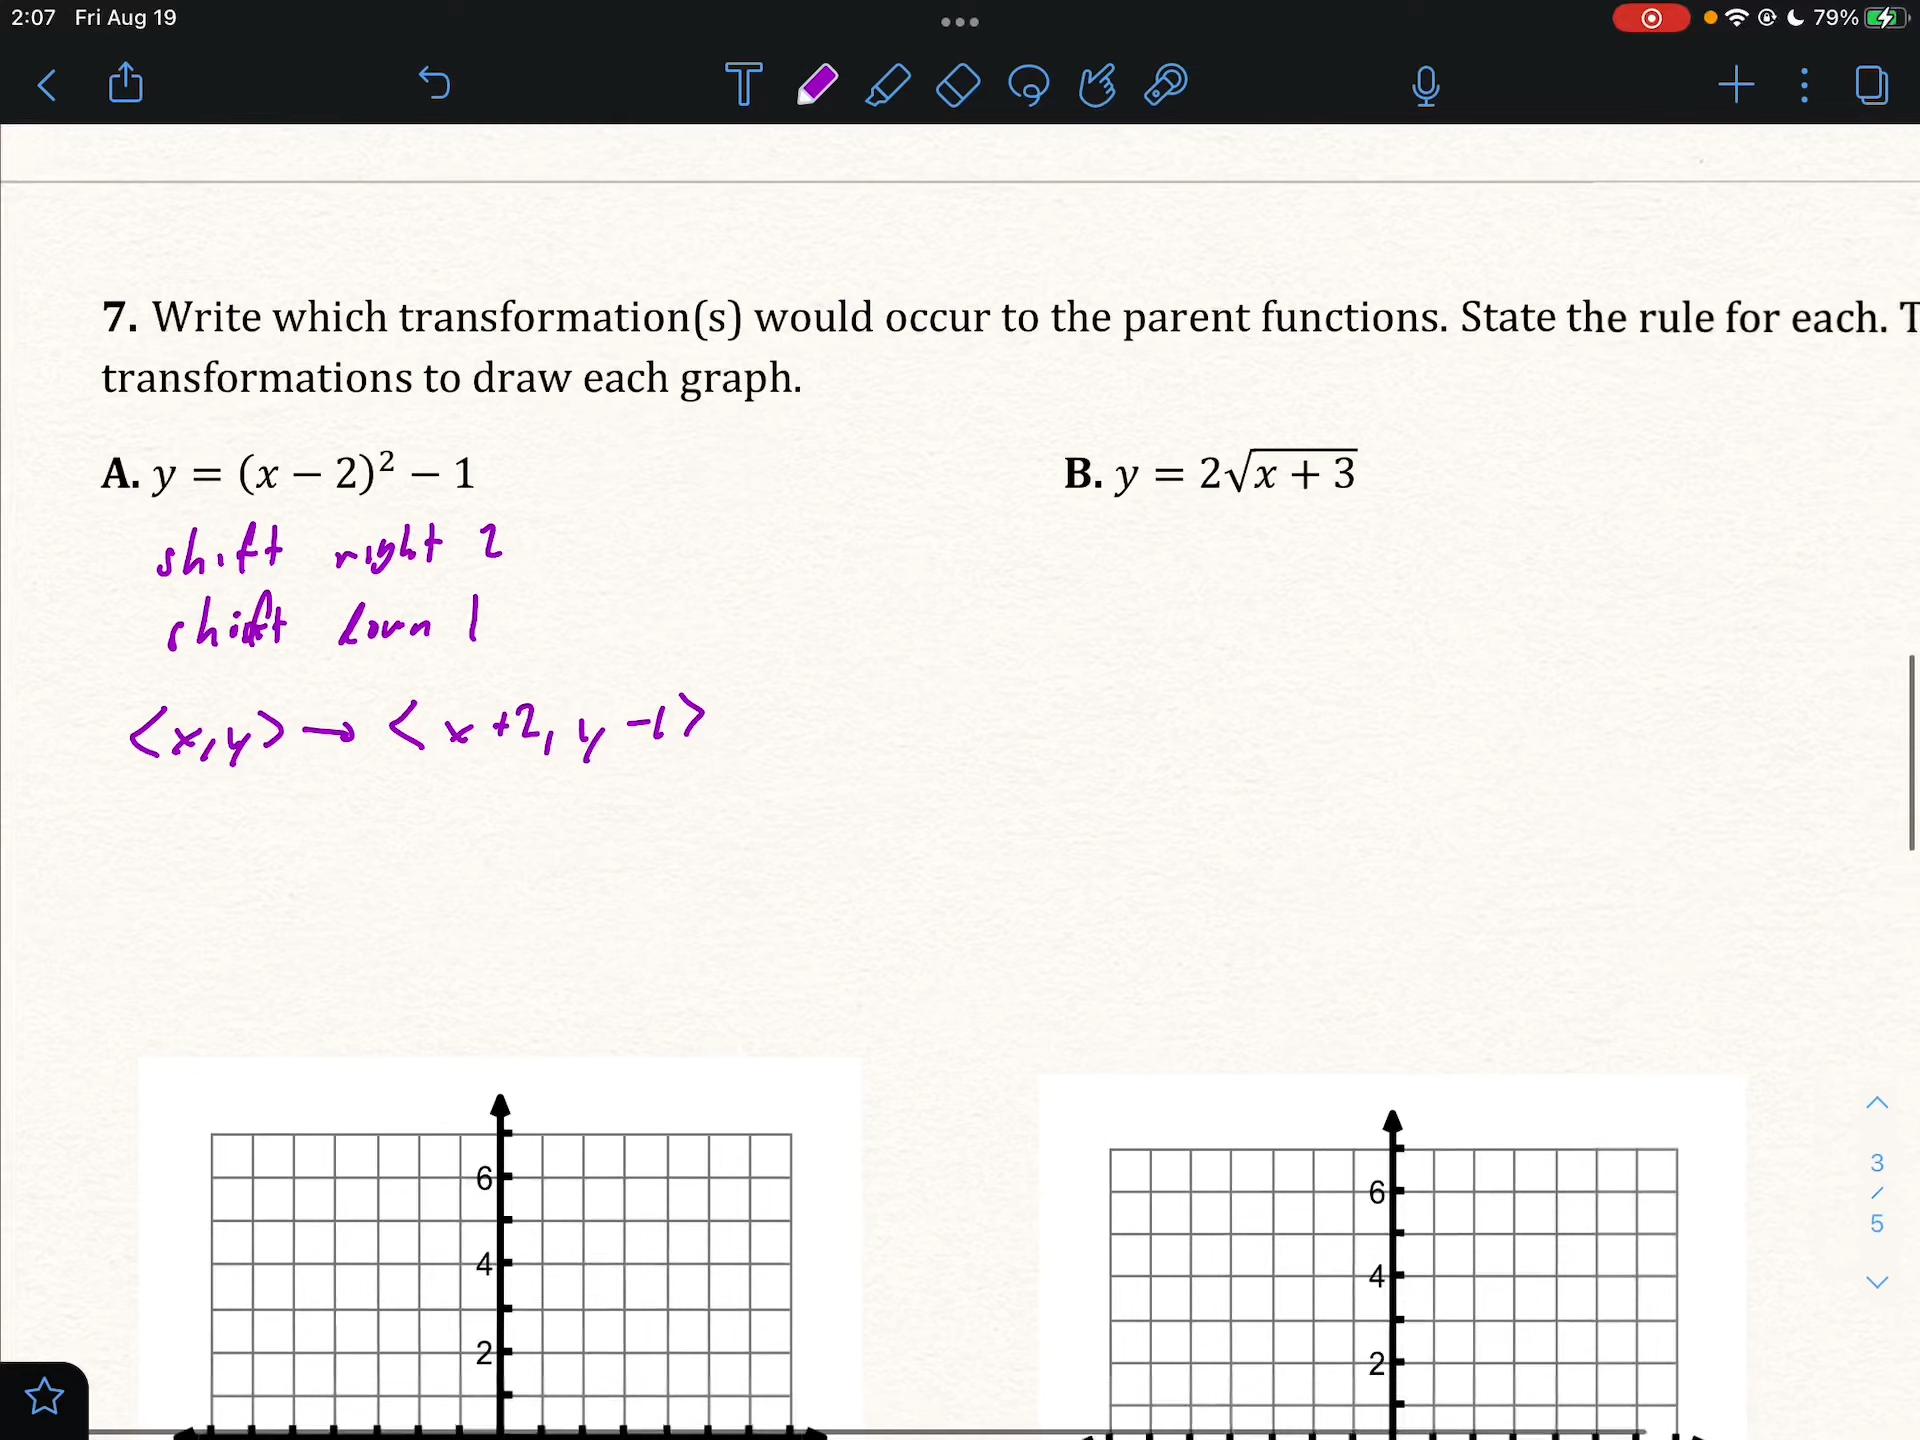 2:07 Fri Aug 19
79%
T
7. Write which transformation(s) would occur to the parent functions. State the rule for each. T
transformations to draw each graph.
A. y = (x − 2)² − 1
B. y = 2√x + 3
shift right 2
shift down 1
<x,y> → <x+2, y-1>
6
4
2
6
4
2
3
/
5